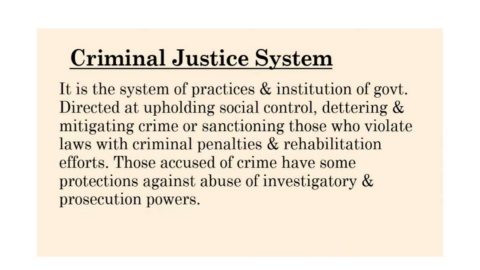 Criminal Justice System
It is the system of practices & institution of govt.
Directed at upholding social control, dettering &
mitigating crime or sanctioning those who violate
laws with criminal penalties & rehabilitation
efforts. Those accused of crime have some
protections against abuse of investigatory &
prosecution powers.